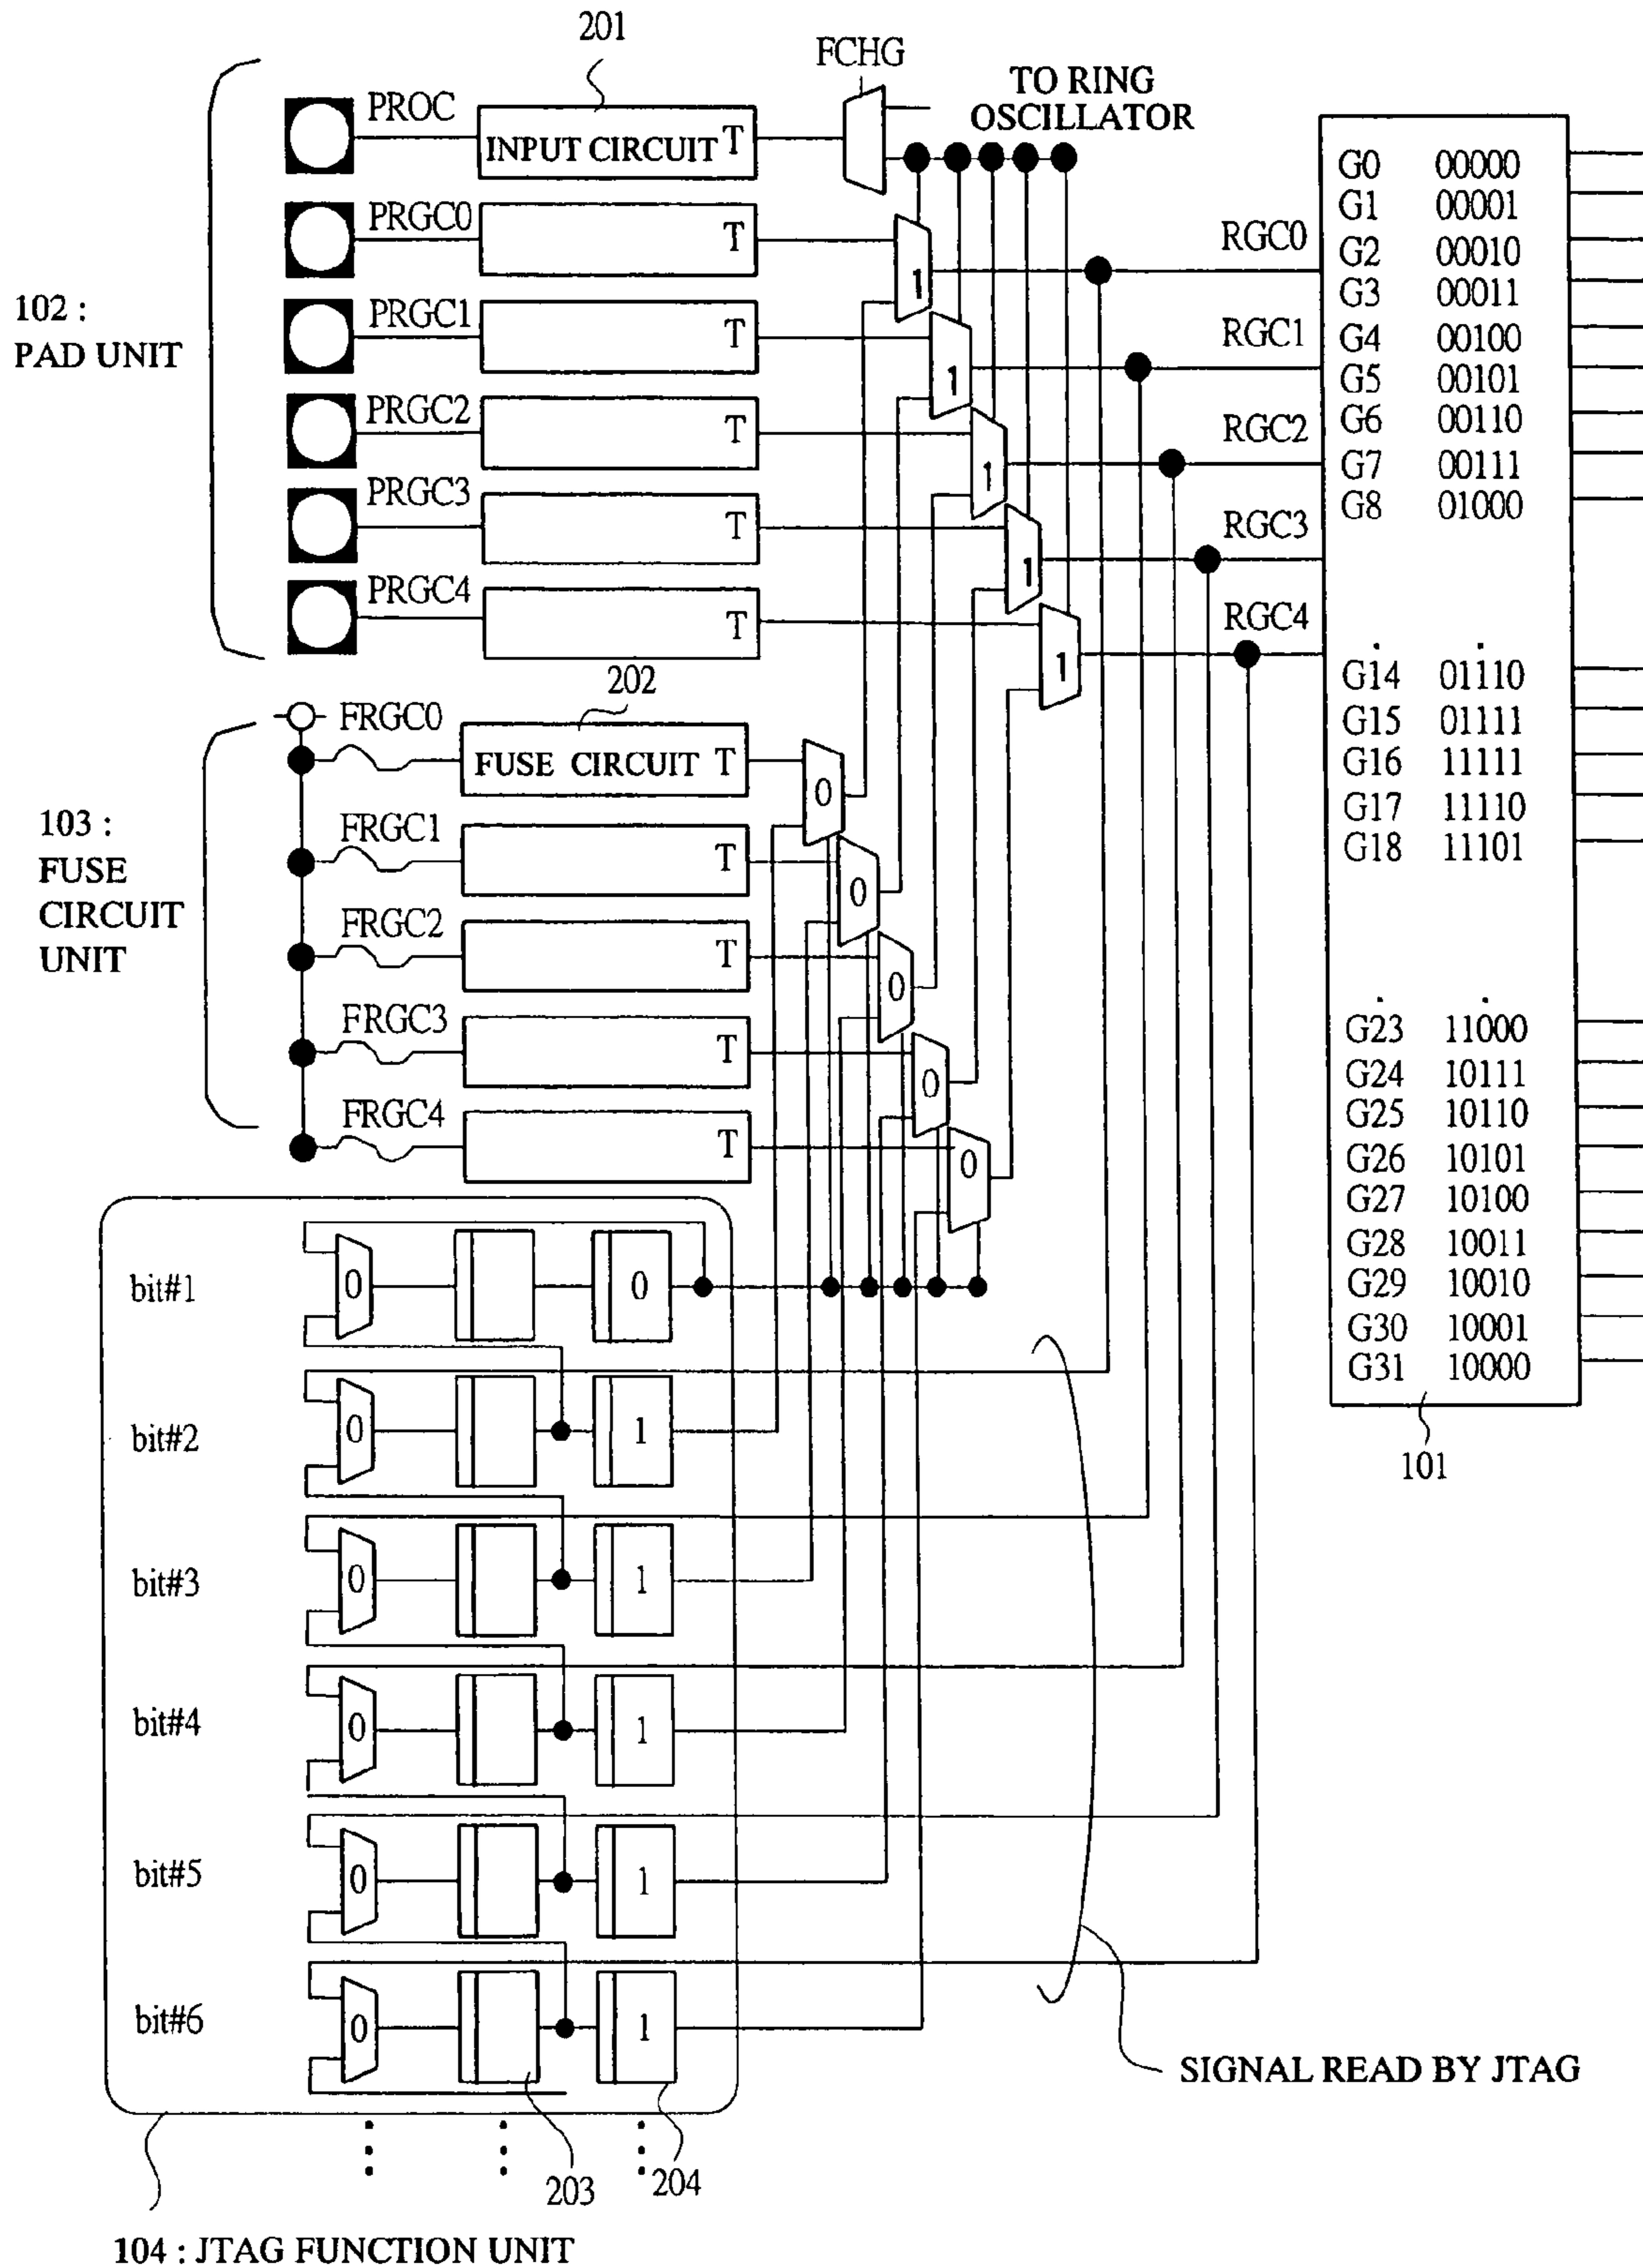 201
FCHG
TO RING
OSCILLATOR
PROC
INPUT CIRCUIT T
PRGC0
T
PRGC1
T
PRGC2
T
PRGC3
T
PRGC4
T
102 :
PAD UNIT
1
1
1
1
1
RGC0
RGC1
RGC2
RGC3
RGC4
G0 00000
G1 00001
G2 00010
G3 00011
G4 00100
G5 00101
G6 00110
G7 00111
G8 01000
G14 01110
G15 01111
G16 11111
G17 11110
G18 11101
G23 11000
G24 10111
G25 10110
G26 10101
G27 10100
G28 10011
G29 10010
G30 10001
G31 10000
101
202
FRGC0
FUSE CIRCUIT T
FRGC1
T
FRGC2
T
FRGC3
T
FRGC4
T
103 :
FUSE
CIRCUIT
UNIT
0
0
0
0
0
bit#1 0 0
bit#2 0 1
bit#3 0 1
bit#4 0 1
bit#5 0 1
bit#6 0 1
SIGNAL READ BY JTAG
203
204
104 : JTAG FUNCTION UNIT